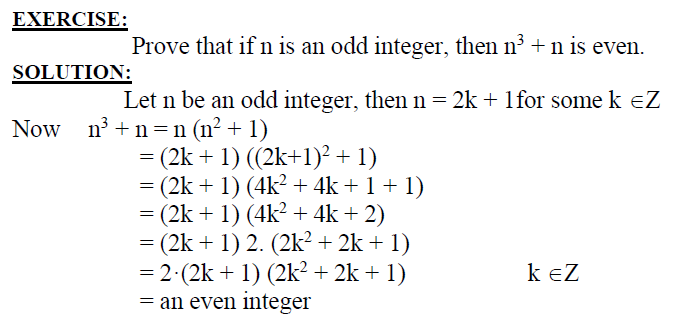 EXERCISE:
Prove that if n is an odd integer, then n³ + n is even.
SOLUTION:
Let n be an odd integer, then n = 2k + 1for some k ∈Z
Now n³ + n = n (n² + 1)
= (2k + 1) ((2k+1)² + 1)
= (2k + 1) (4k² + 4k + 1 + 1)
= (2k + 1) (4k² + 4k + 2)
= (2k + 1) 2. (2k² + 2k + 1)
= 2·(2k + 1) (2k² + 2k + 1) k ∈Z
= an even integer